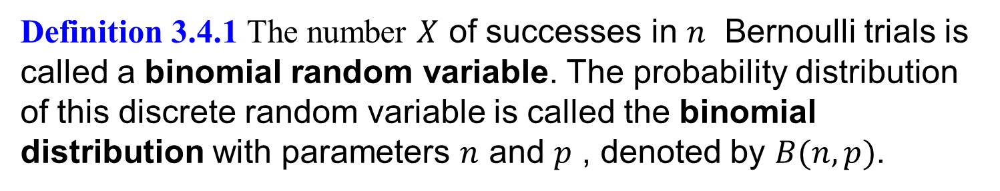 Definition 3.4.1 The number X of successes in n Bernoulli trials is
called a binomial random variable. The probability distribution
of this discrete random variable is called the binomial
distribution with parameters n and p , denoted by B(n,p).